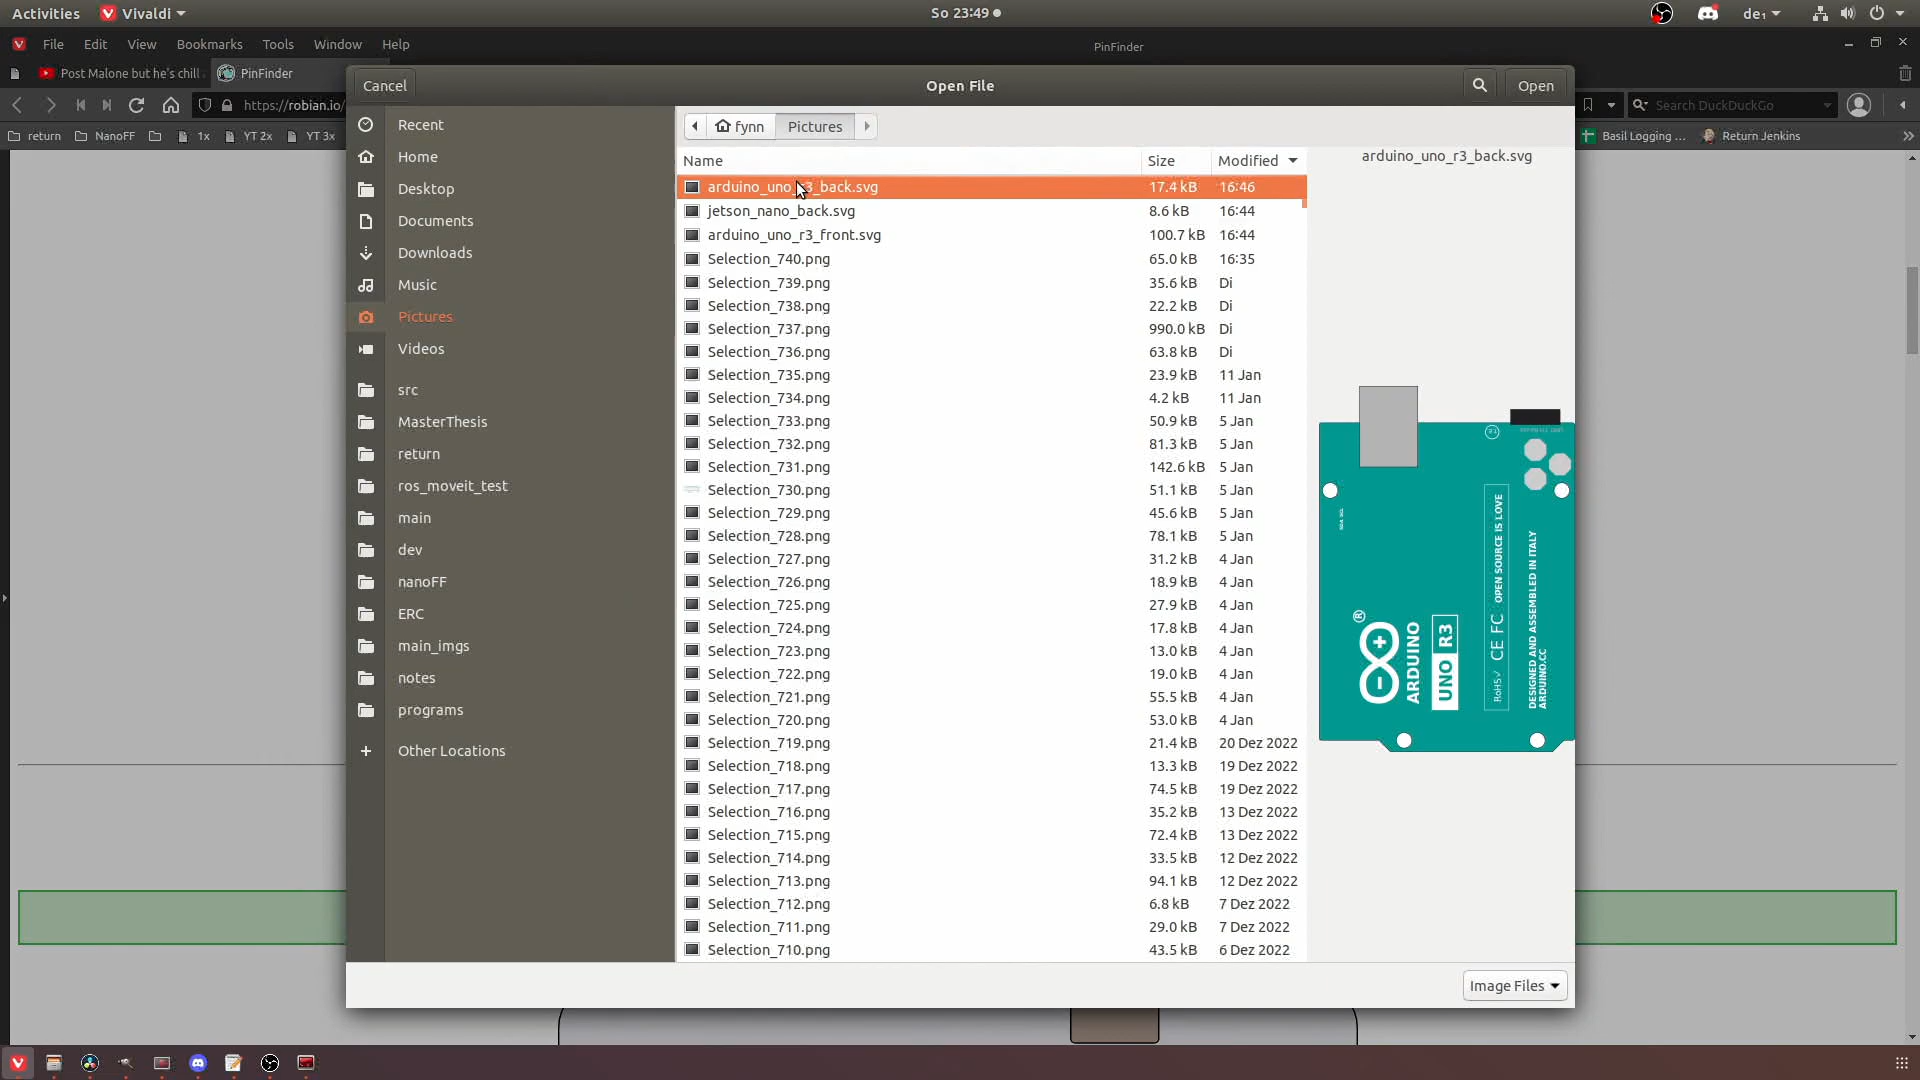 Activities Vivaldi So 23:49 de₁
File Edit View Bookmarks Tools Window Help PinFinder
Post Malone but he's chill PinFinder
https://robian.io/ Search DuckDuckGo
return NanoFF 1x YT 2x YT 3x Basil Logging ... Return Jenkins
Cancel Open File Open
Recent
Home
Desktop
Documents
Downloads
Music
Pictures
Videos
src
MasterThesis
return
ros_moveit_test
main
dev
nanoFF
ERC
main_imgs
notes
programs
Other Locations
fynn Pictures
Name Size Modified
arduino_uno_r3_back.svg 17.4 kB 16:46
jetson_nano_back.svg 8.6 kB 16:44
arduino_uno_r3_front.svg 100.7 kB 16:44
Selection_740.png 65.0 kB 16:35
Selection_739.png 35.6 kB Di
Selection_738.png 22.2 kB Di
Selection_737.png 990.0 kB Di
Selection_736.png 63.8 kB Di
Selection_735.png 23.9 kB 11 Jan
Selection_734.png 4.2 kB 11 Jan
Selection_733.png 50.9 kB 5 Jan
Selection_732.png 81.3 kB 5 Jan
Selection_731.png 142.6 kB 5 Jan
Selection_730.png 51.1 kB 5 Jan
Selection_729.png 45.6 kB 5 Jan
Selection_728.png 78.1 kB 5 Jan
Selection_727.png 31.2 kB 4 Jan
Selection_726.png 18.9 kB 4 Jan
Selection_725.png 27.9 kB 4 Jan
Selection_724.png 17.8 kB 4 Jan
Selection_723.png 13.0 kB 4 Jan
Selection_722.png 19.0 kB 4 Jan
Selection_721.png 55.5 kB 4 Jan
Selection_720.png 53.0 kB 4 Jan
Selection_719.png 21.4 kB 20 Dez 2022
Selection_718.png 13.3 kB 19 Dez 2022
Selection_717.png 74.5 kB 19 Dez 2022
Selection_716.png 35.2 kB 13 Dez 2022
Selection_715.png 72.4 kB 13 Dez 2022
Selection_714.png 33.5 kB 12 Dez 2022
Selection_713.png 94.1 kB 12 Dez 2022
Selection_712.png 6.8 kB 7 Dez 2022
Selection_711.png 29.0 kB 7 Dez 2022
Selection_710.png 43.5 kB 6 Dez 2022
arduino_uno_r3_back.svg
ARDUINO
UNO R3
RoHS CE FC OPEN SOURCE IS LOVE
DESIGNED AND ASSEMBLED IN ITALY
ARDUINO.CC
Image Files